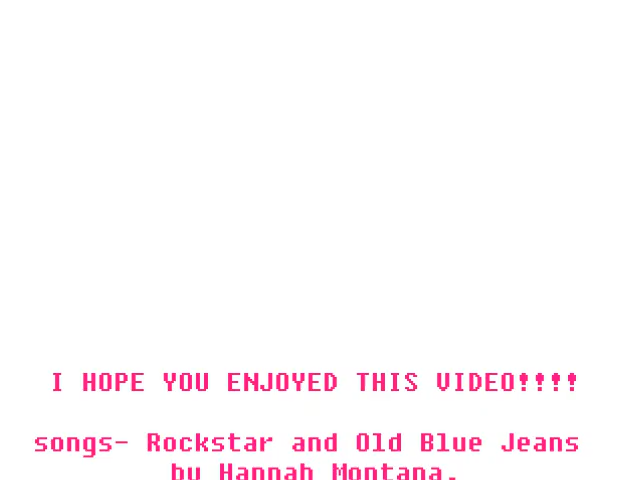 I HOPE YOU ENJOYED THIS VIDEO!!!!
songs- Rockstar and Old Blue Jeans
by Hannah Montana.